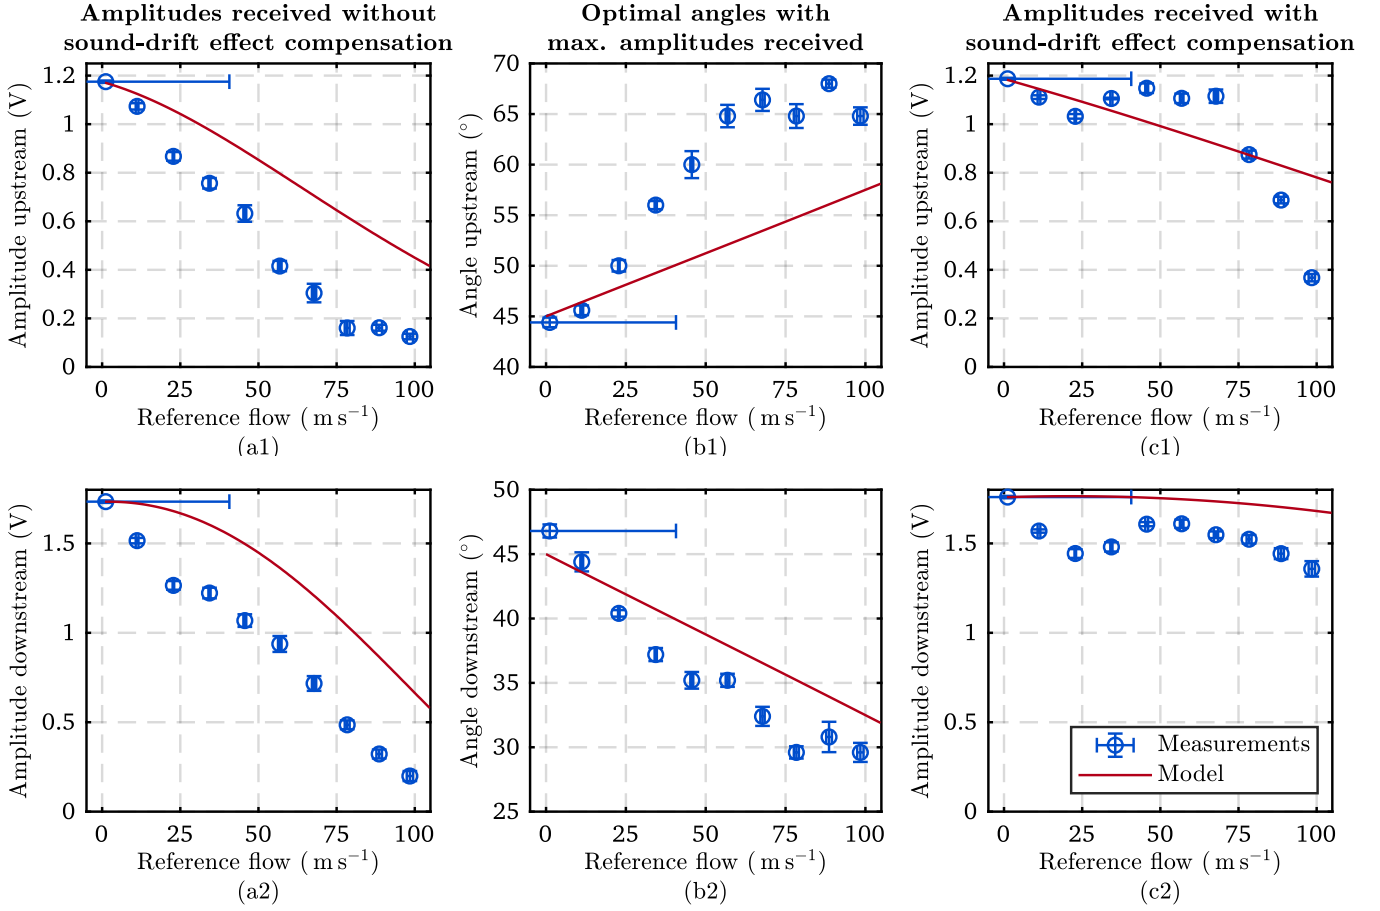 Amplitudes received without
sound-drift effect compensation
Optimal angles with
max. amplitudes received
Amplitudes received with
sound-drift effect compensation
Amplitude upstream (V)
1.2
1
0.8
0.6
0.4
0.2
0
0 25 50 75 100
Reference flow ( m s⁻¹)
(a1)
Angle upstream (°)
70
65
60
55
50
45
40
0 25 50 75 100
Reference flow ( m s⁻¹)
(b1)
Amplitude upstream (V)
1.2
1
0.8
0.6
0.4
0.2
0
0 25 50 75 100
Reference flow ( m s⁻¹)
(c1)
Amplitude downstream (V)
1.5
1
0.5
0
0 25 50 75 100
Reference flow ( m s⁻¹)
(a2)
Angle downstream (°)
50
45
40
35
30
25
0 25 50 75 100
Reference flow ( m s⁻¹)
(b2)
Amplitude downstream (V)
1.5
1
0.5
0
Measurements
Model
0 25 50 75 100
Reference flow ( m s⁻¹)
(c2)